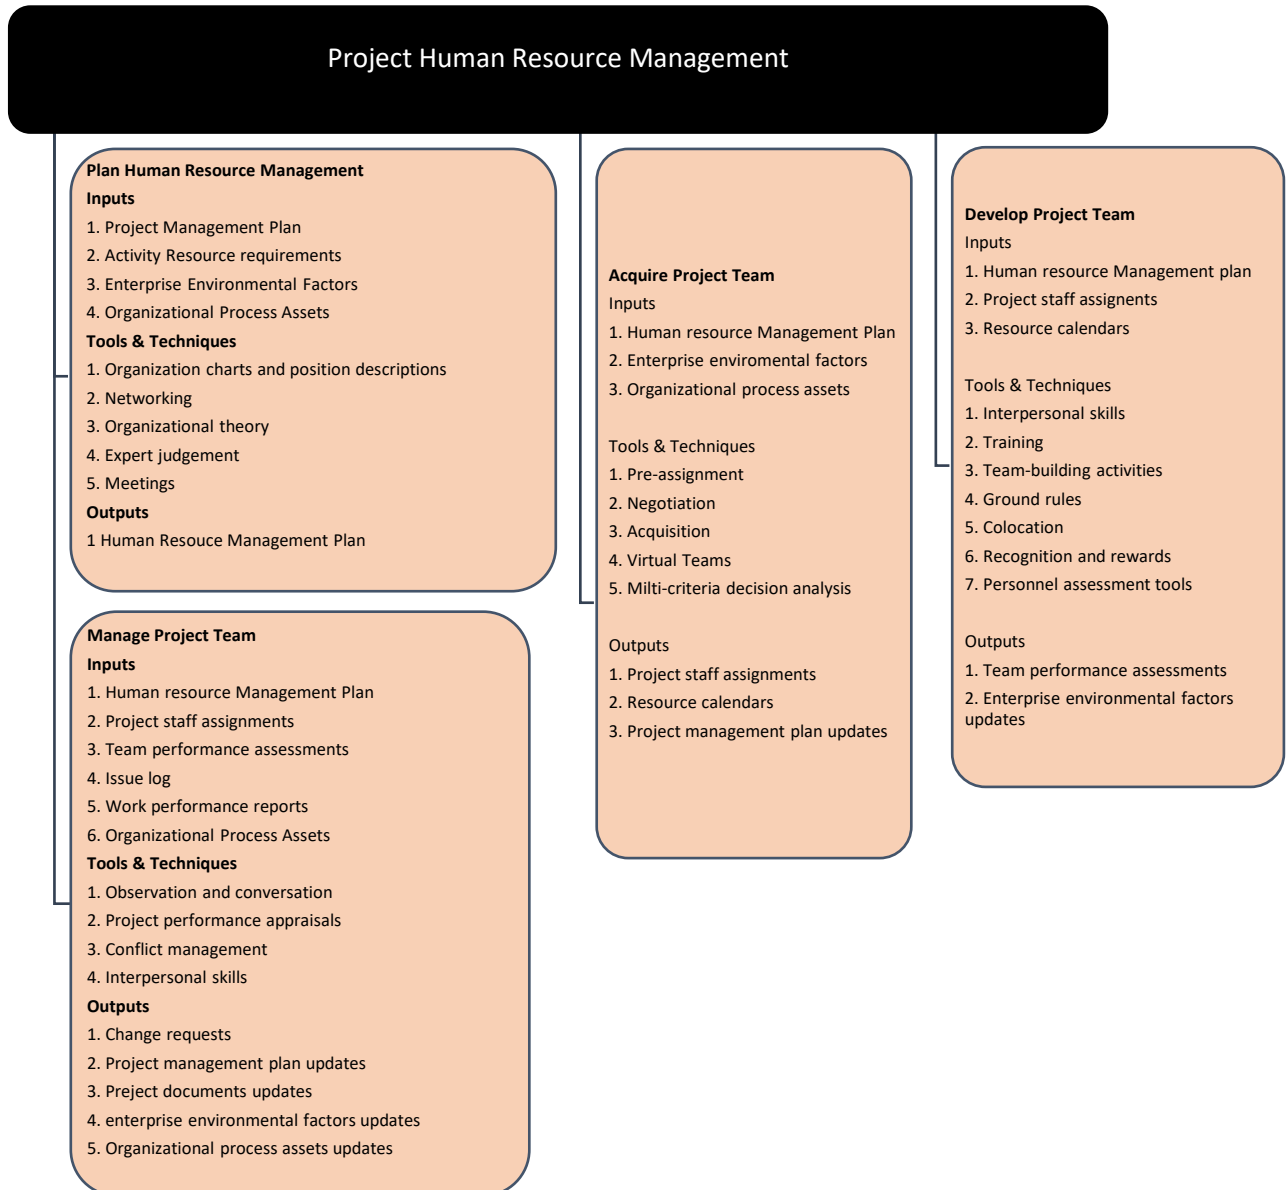 Project Human Resource Management
Plan Human Resource Management
Inputs
1. Project Management Plan
2. Activity Resource requirements
3. Enterprise Environmental Factors
4. Organizational Process Assets
Tools & Techniques
1. Organization charts and position descriptions
2. Networking
3. Organizational theory
4. Expert judgement
5. Meetings
Outputs
1 Human Resouce Management Plan
Manage Project Team
Inputs
1. Human resource Management Plan
2. Project staff assignments
3. Team performance assessments
4. Issue log
5. Work performance reports
6. Organizational Process Assets
Tools & Techniques
1. Observation and conversation
2. Project performance appraisals
3. Conflict management
4. Interpersonal skills
Outputs
1. Change requests
2. Project management plan updates
3. Preject documents updates
4. enterprise environmental factors updates
5. Organizational process assets updates
Acquire Project Team
Inputs
1. Human resource Management Plan
2. Enterprise enviromental factors
3. Organizational process assets
Tools & Techniques
1. Pre-assignment
2. Negotiation
3. Acquisition
4. Virtual Teams
5. Milti-criteria decision analysis
Outputs
1. Project staff assignments
2. Resource calendars
3. Project management plan updates
Develop Project Team
Inputs
1. Human resource Management plan
2. Project staff assignents
3. Resource calendars
Tools & Techniques
1. Interpersonal skills
2. Training
3. Team-building activities
4. Ground rules
5. Colocation
6. Recognition and rewards
7. Personnel assessment tools
Outputs
1. Team performance assessments
2. Enterprise environmental factors
updates